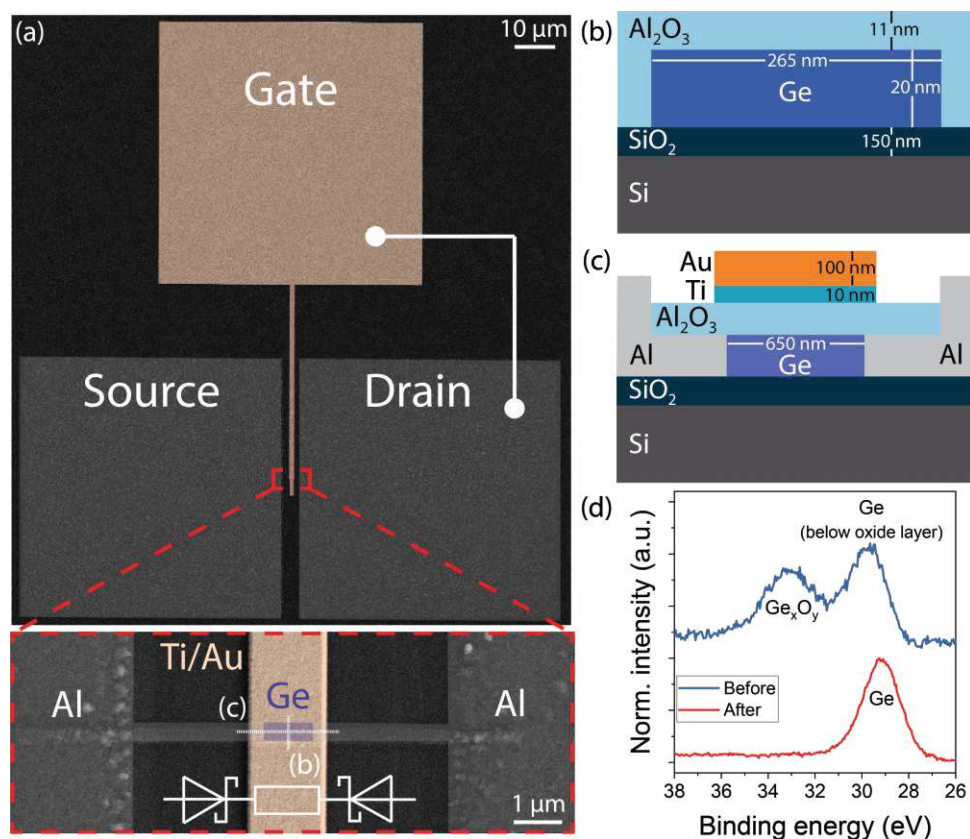 (a)
10 µm
Gate
Source
Drain
Ti/Au
Al
Ge
Al
(c)
(b)
1 µm
(b)
Al₂O₃
11 nm
265 nm
Ge
20 nm
SiO₂
150 nm
Si
(c)
Au
100 nm
Ti
10 nm
Al₂O₃
Al
650 nm
Al
Ge
SiO₂
Si
(d)
Norm. intensity (a.u.)
Ge
(below oxide layer)
GeₓOᵧ
Before
After
Ge
38 36 34 32 30 28 26
Binding energy (eV)